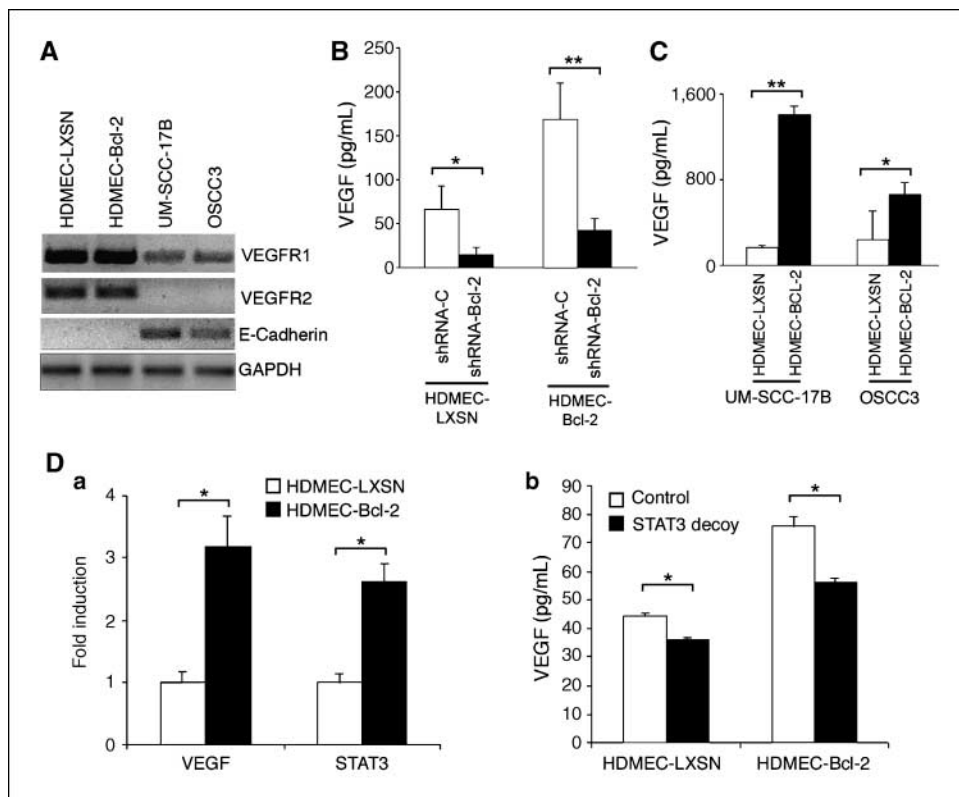 A
HDMEC-LXSN
HDMEC-Bcl-2
UM-SCC-17B
OSCC3
VEGFR1
VEGFR2
E-Cadherin
GAPDH
B
VEGF (pg/mL)
250
200
150
100
50
0
*
**
shRNA-C
shRNA-Bcl-2
shRNA-C
shRNA-Bcl-2
HDMEC-
LXSN
HDMEC-
Bcl-2
C
VEGF (pg/mL)
1,600
800
0
**
*
HDMEC-LXSN
HDMEC-BCL-2
HDMEC-LXSN
HDMEC-BCL-2
UM-SCC-17B
OSCC3
D
a
Fold induction
4
3
2
1
0
*
*
HDMEC-LXSN
HDMEC-Bcl-2
VEGF
STAT3
b
VEGF (pg/mL)
90
80
70
60
50
40
30
20
10
0
Control
STAT3 decoy
*
*
HDMEC-LXSN
HDMEC-Bcl-2